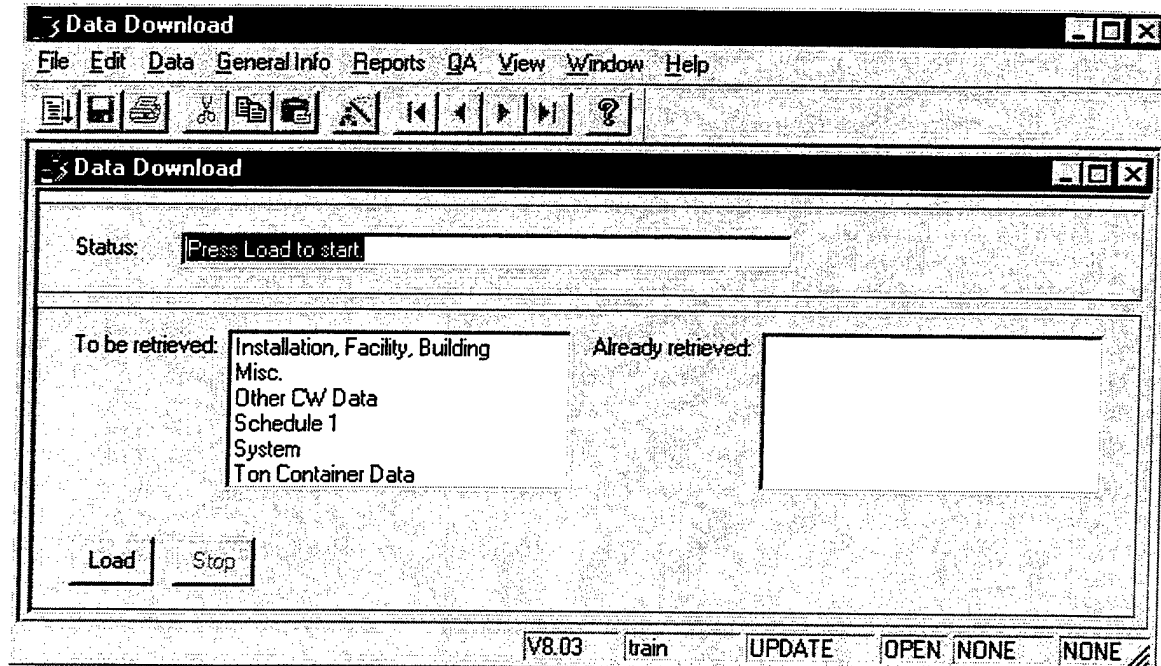 Data Download
File Edit Data General Info Reports QA View Window Help
Data Download
Status: Press Load to start.
To be retrieved: Installation, Facility, Building
Misc.
Other CW Data
Schedule 1
System
Ton Container Data
Already retrieved:
Load Stop
V8.03 train UPDATE OPEN NONE NONE